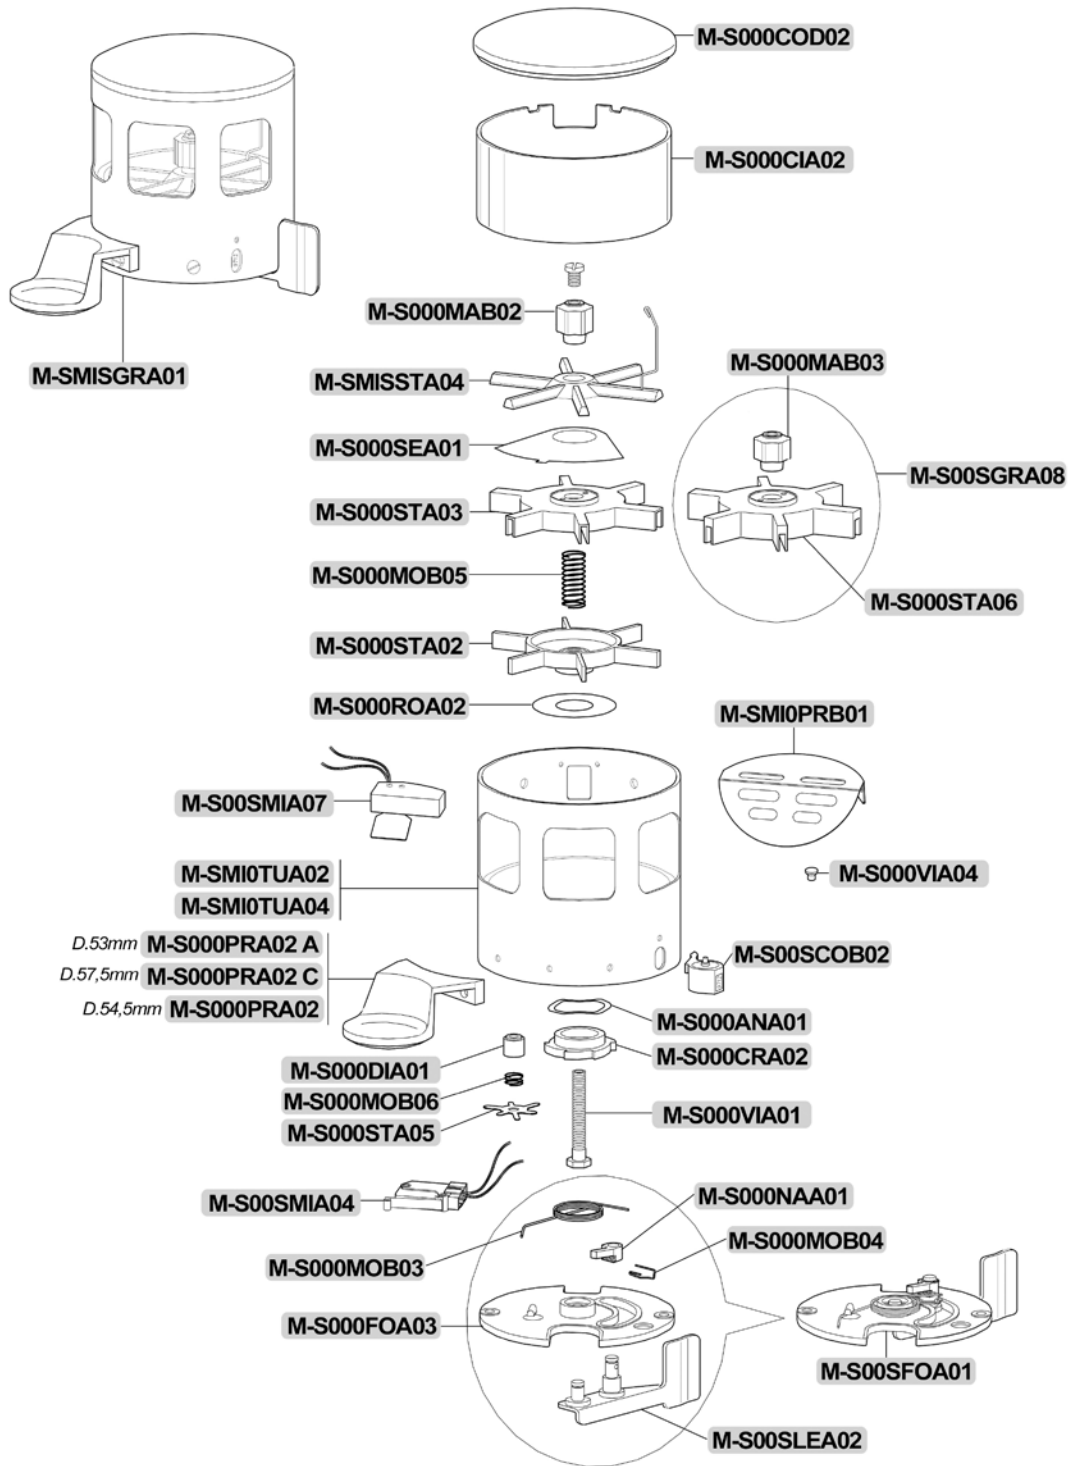 M-S000COD02
M-S000CIA02
M-S000MAB02
M-SMISGRA01
M-SMISSTA04
M-S000MAB03
M-S000SEA01
M-S00SGRA08
M-S000STA03
M-S000MOB05
M-S000STA06
M-S000STA02
M-S000ROA02
M-SMI0PRB01
M-S00SMIA07
M-SMI0TUA02
M-S000VIA04
M-SMI0TUA04
D.53mm M-S000PRA02 A
M-S00SCOB02
D.57,5mm M-S000PRA02 C
D.54,5mm M-S000PRA02
M-S000ANA01
M-S000CRA02
M-S000DIA01
M-S000MOB06
M-S000VIA01
M-S000STA05
M-S00SMIA04
M-S000NAA01
M-S000MOB04
M-S000MOB03
M-S000FOA03
M-S00SFOA01
M-S00SLEA02